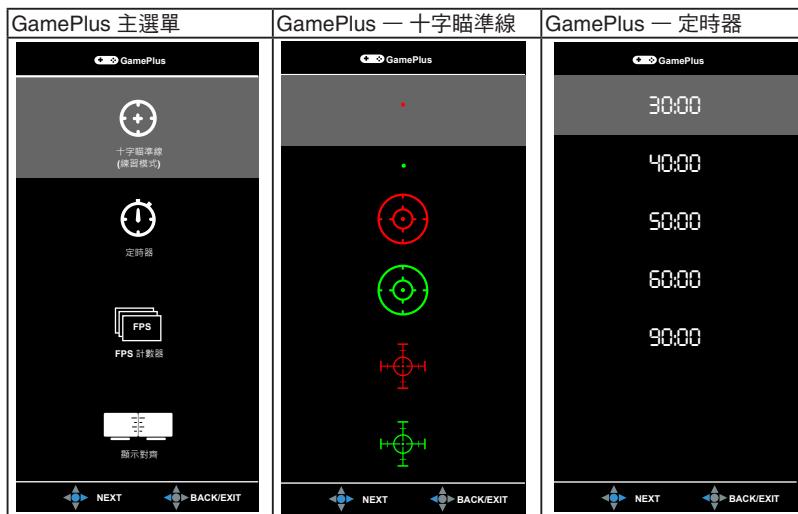 GamePlus 主選單
GamePlus — 十字瞄準線
GamePlus — 定時器
GamePlus
十字瞄準線
(練習模式)
定時器
FPS
FPS 計數器
顯示對齊
NEXT BACK/EXIT
GamePlus
NEXT BACK/EXIT
GamePlus
30:00
40:00
50:00
60:00
90:00
NEXT BACK/EXIT